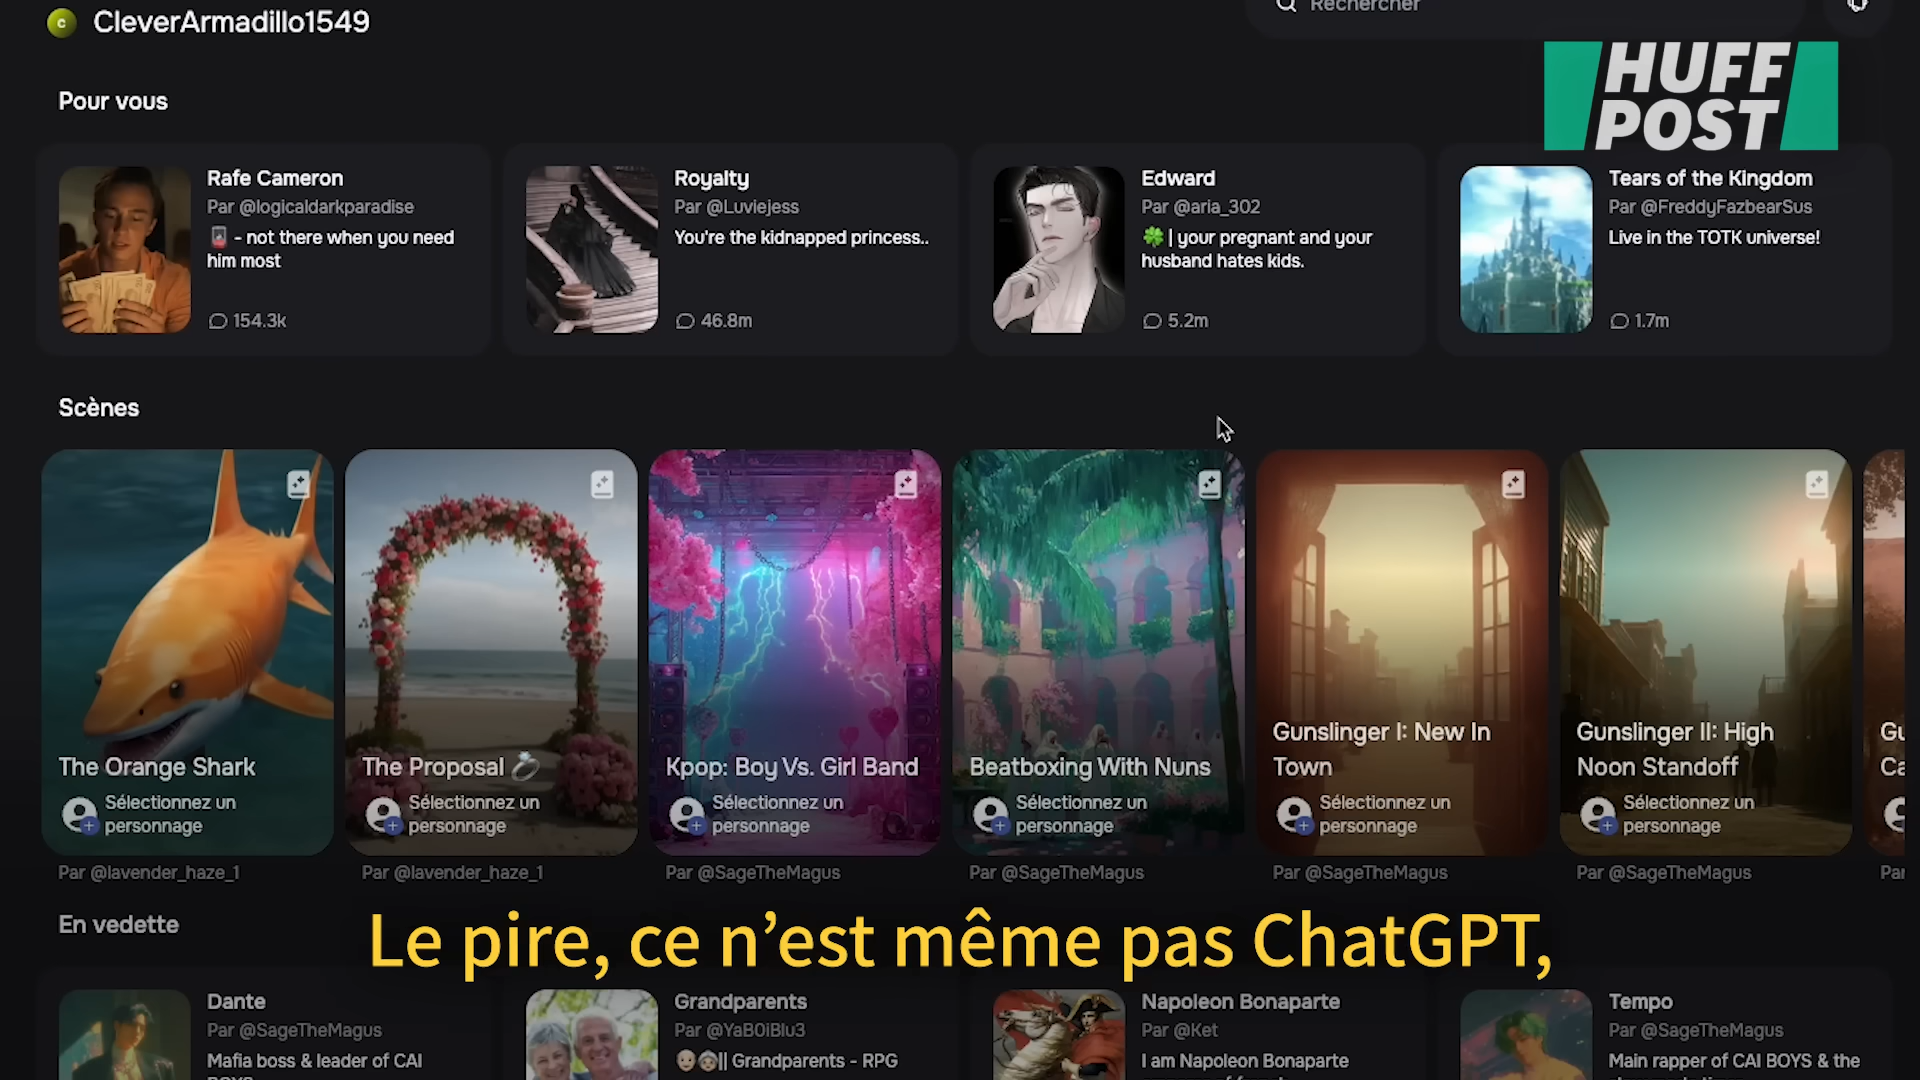 CleverArmadillo1549
Rechercher
HUFF
POST
Pour vous
Rafe Cameron
Par @logicaldarkparadise
- not there when you need
him most
154.3k
Royalty
Par @Luviejess
You're the kidnapped princess..
46.8m
Edward
Par @aria_302
🍀 | your pregnant and your
husband hates kids.
5.2m
Tears of the Kingdom
Par @FreddyFazbearSus
Live in the TOTK universe!
1.7m
Scènes
The Orange Shark
Sélectionnez un
personnage
Par @lavender_haze_1
The Proposal 💍
Sélectionnez un
personnage
Par @lavender_haze_1
Kpop: Boy Vs. Girl Band
Sélectionnez un
personnage
Par @SageTheMagus
Beatboxing With Nuns
Sélectionnez un
personnage
Par @SageTheMagus
Gunslinger I: New In
Town
Sélectionnez un
personnage
Par @SageTheMagus
Gunslinger II: High
Noon Standoff
Sélectionnez un
personnage
Par @SageTheMagus
Gu
Ca
Par
En vedette
Le pire, ce n'est même pas ChatGPT,
Dante
Par @SageTheMagus
Mafia boss & leader of CAI
Grandparents
Par @YaB0iBlu3
👴🏻👵🏻|| Grandparents - RPG
Napoleon Bonaparte
Par @Ket
I am Napoleon Bonaparte
Tempo
Par @SageTheMagus
Main rapper of CAI BOYS & the